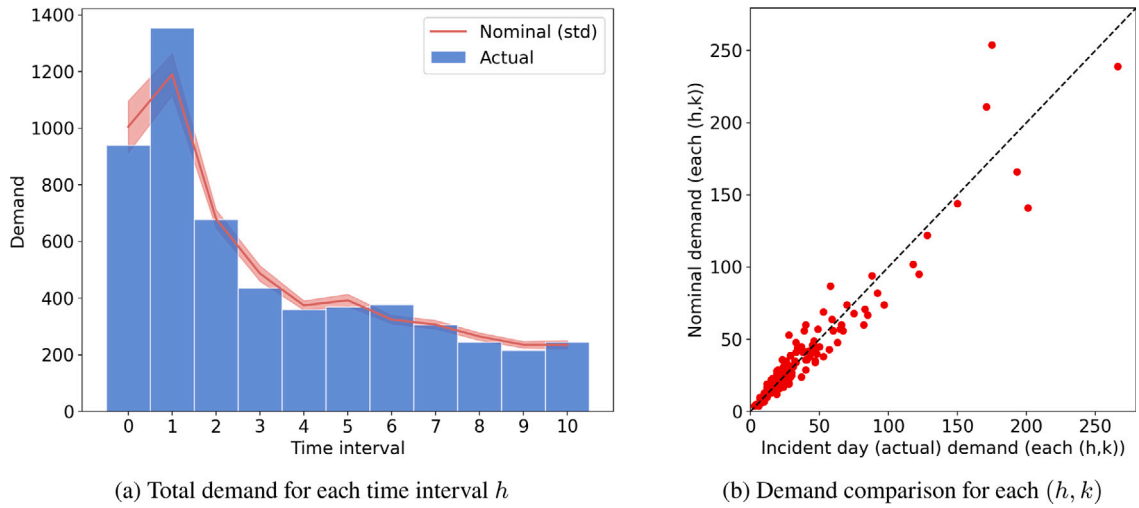 1400
1200
1000
800
600
400
200
0
Demand
Nominal (std)
Actual
0 1 2 3 4 5 6 7 8 9 10
Time interval
(a) Total demand for each time interval h
250
200
150
100
50
0
Nominal demand (each (h,k))
0 50 100 150 200 250
Incident day (actual) demand (each (h,k))
(b) Demand comparison for each (h, k)